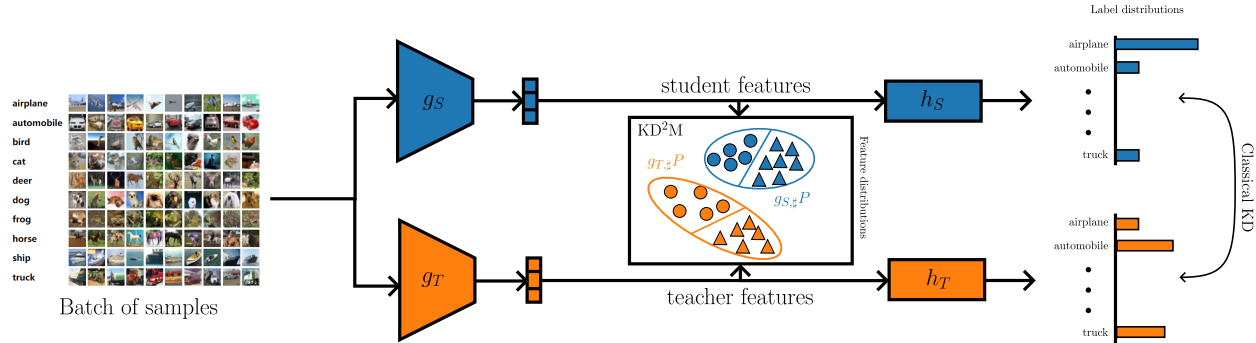 airplane
automobile
bird
cat
deer
dog
frog
horse
ship
truck
Batch of samples
g_S
g_T
student features
KD²M
g_{T,♯}P
g_{S,♯}P
Feature distributions
teacher features
h_S
h_T
Label distributions
airplane
automobile
truck
airplane
automobile
truck
Classical KD